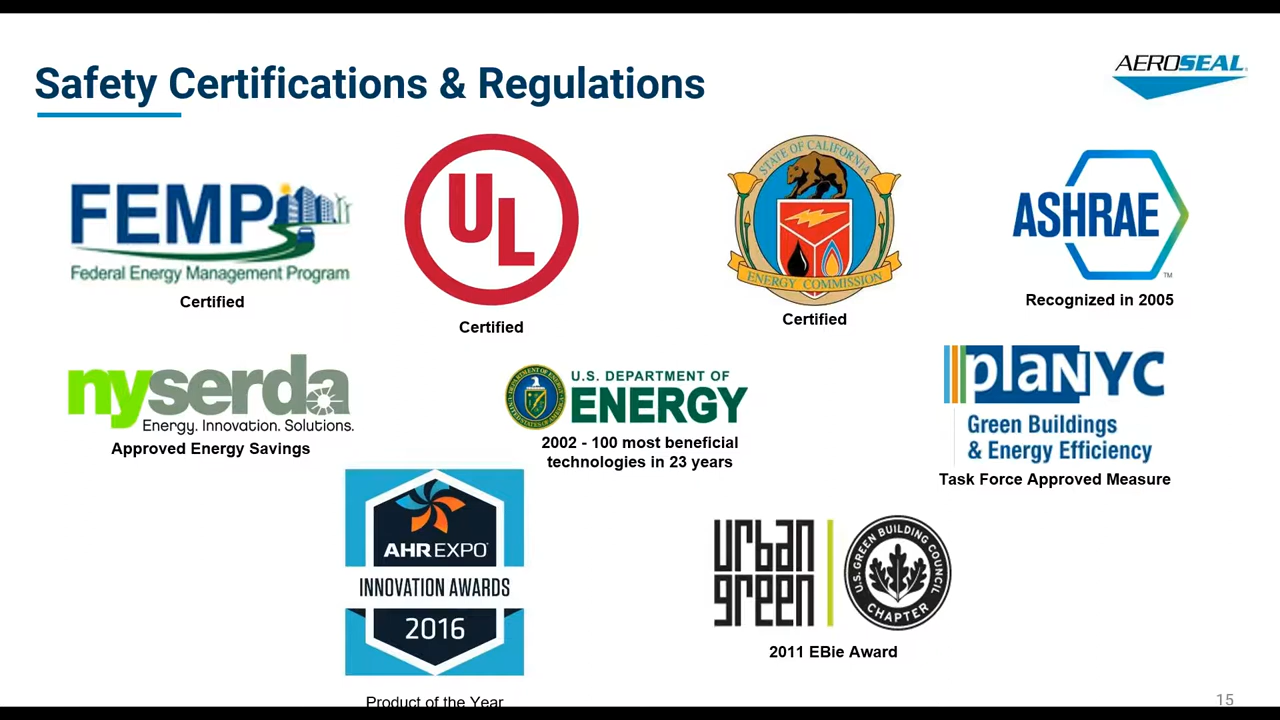 Safety Certifications & Regulations
AEROSEAL
FEMP
Federal Energy Management Program
Certified
UL
Certified
STATE OF CALIFORNIA
ENERGY COMMISSION
Certified
ASHRAE
TM
Recognized in 2005
nyserda
Energy. Innovation. Solutions.
Approved Energy Savings
U.S. DEPARTMENT OF
ENERGY
2002 - 100 most beneficial
technologies in 23 years
plaNYC
Green Buildings
& Energy Efficiency
Task Force Approved Measure
AHR EXPO
INNOVATION AWARDS
2016
Product of the Year
urban
green
U.S. GREEN BUILDING COUNCIL
CHAPTER
2011 EBie Award
15